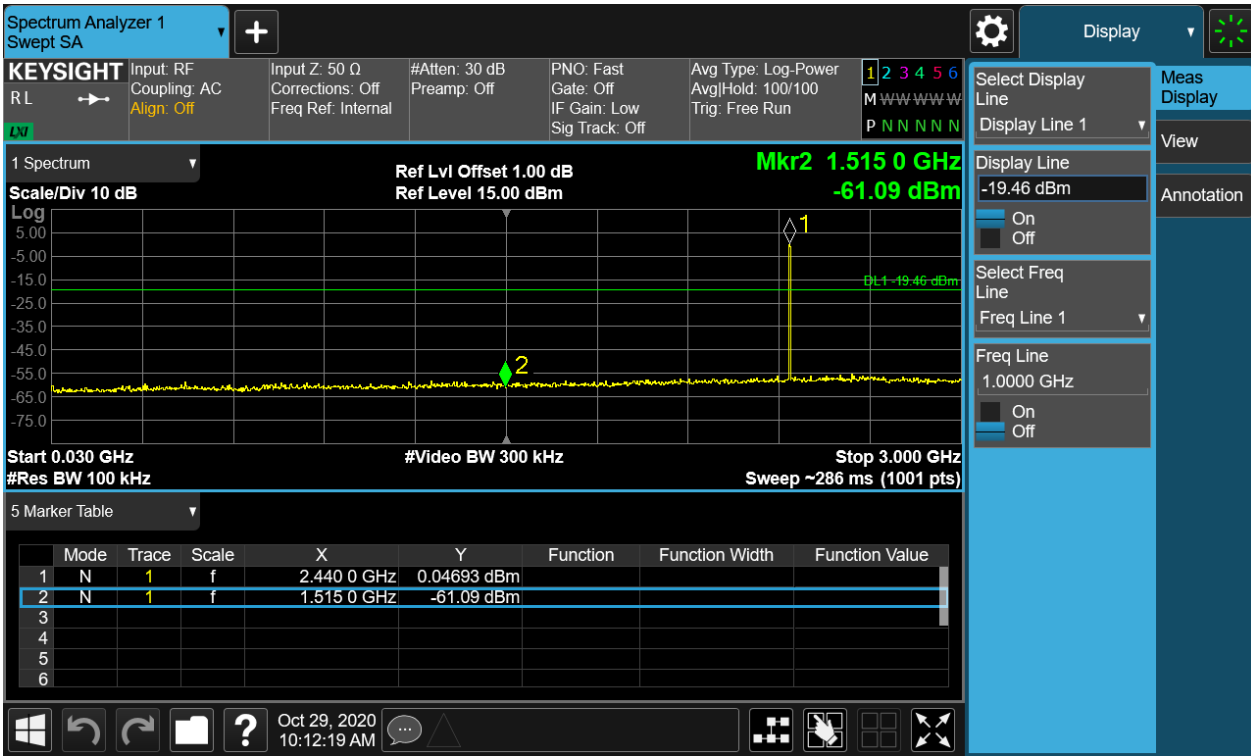 Spectrum Analyzer 1
Swept SA
+
Display
KEYSIGHT
RL
LXI
Input: RF
Coupling: AC
Align: Off
Input Z: 50 Ω
Corrections: Off
Freq Ref: Internal
#Atten: 30 dB
Preamp: Off
PNO: Fast
Gate: Off
IF Gain: Low
Sig Track: Off
Avg Type: Log-Power
Avg|Hold: 100/100
Trig: Free Run
1 2 3 4 5 6
M W W W W W
P N N N N N
1 Spectrum
Ref Lvl Offset 1.00 dB
Mkr2 1.515 0 GHz
Scale/Div 10 dB
Ref Level 15.00 dBm
-61.09 dBm
Log
5.00
-5.00
-15.0
-25.0
-35.0
-45.0
-55.0
-65.0
-75.0
1
DL1 -19.46 dBm
2
Start 0.030 GHz
#Video BW 300 kHz
Stop 3.000 GHz
#Res BW 100 kHz
Sweep ~286 ms (1001 pts)
5 Marker Table
Mode Trace Scale X Y Function Function Width Function Value
1 N 1 f 2.440 0 GHz 0.04693 dBm
2 N 1 f 1.515 0 GHz -61.09 dBm
3
4
5
6
Select Display
Line
Display Line 1
Display Line
-19.46 dBm
On
Off
Select Freq
Line
Freq Line 1
Freq Line
1.0000 GHz
On
Off
Meas
Display
View
Annotation
?
Oct 29, 2020
10:12:19 AM